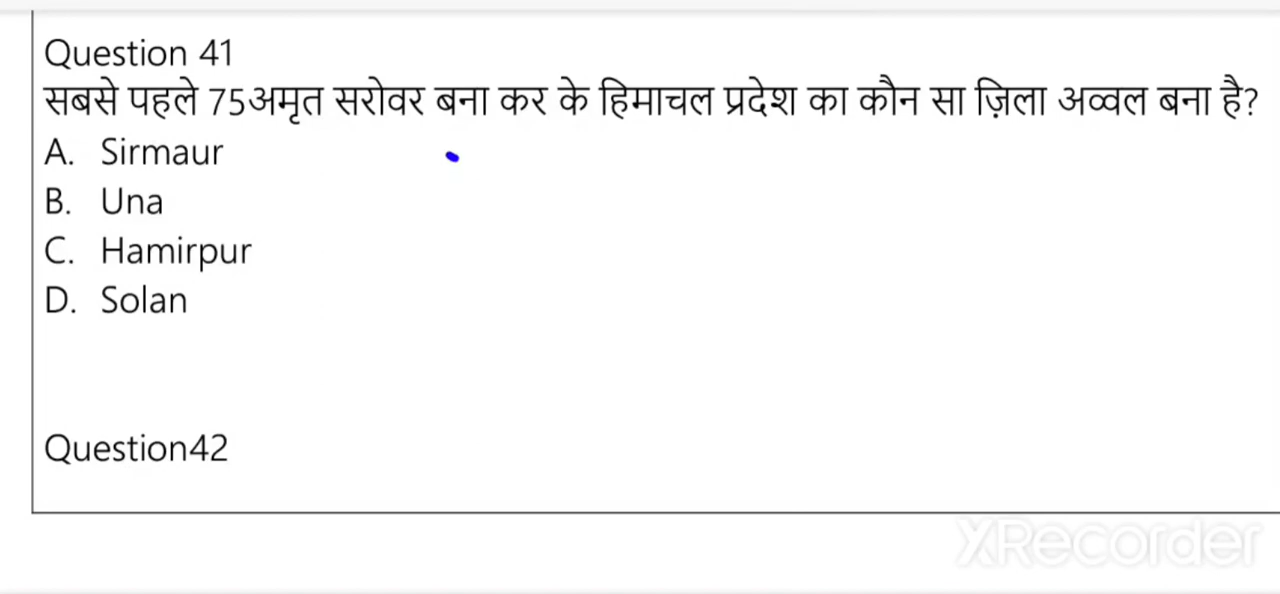 Question 41
सबसे पहले 75अमृत सरोवर बना कर के हिमाचल प्रदेश का कौन सा ज़िला अव्वल बना है?
A. Sirmaur
B. Una
C. Hamirpur
D. Solan
Question42
XRecorder